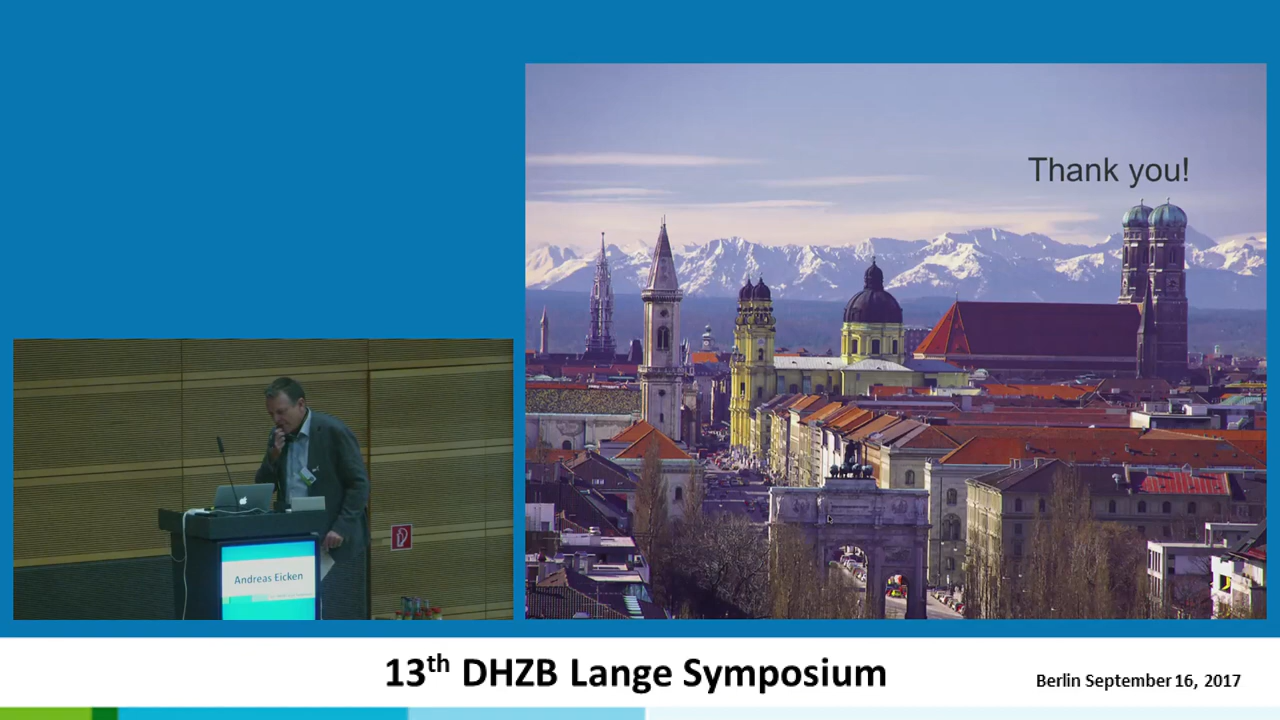 Thank you!
Andreas Eicken
13th DHZB Lange Symposium
Berlin September 16, 2017